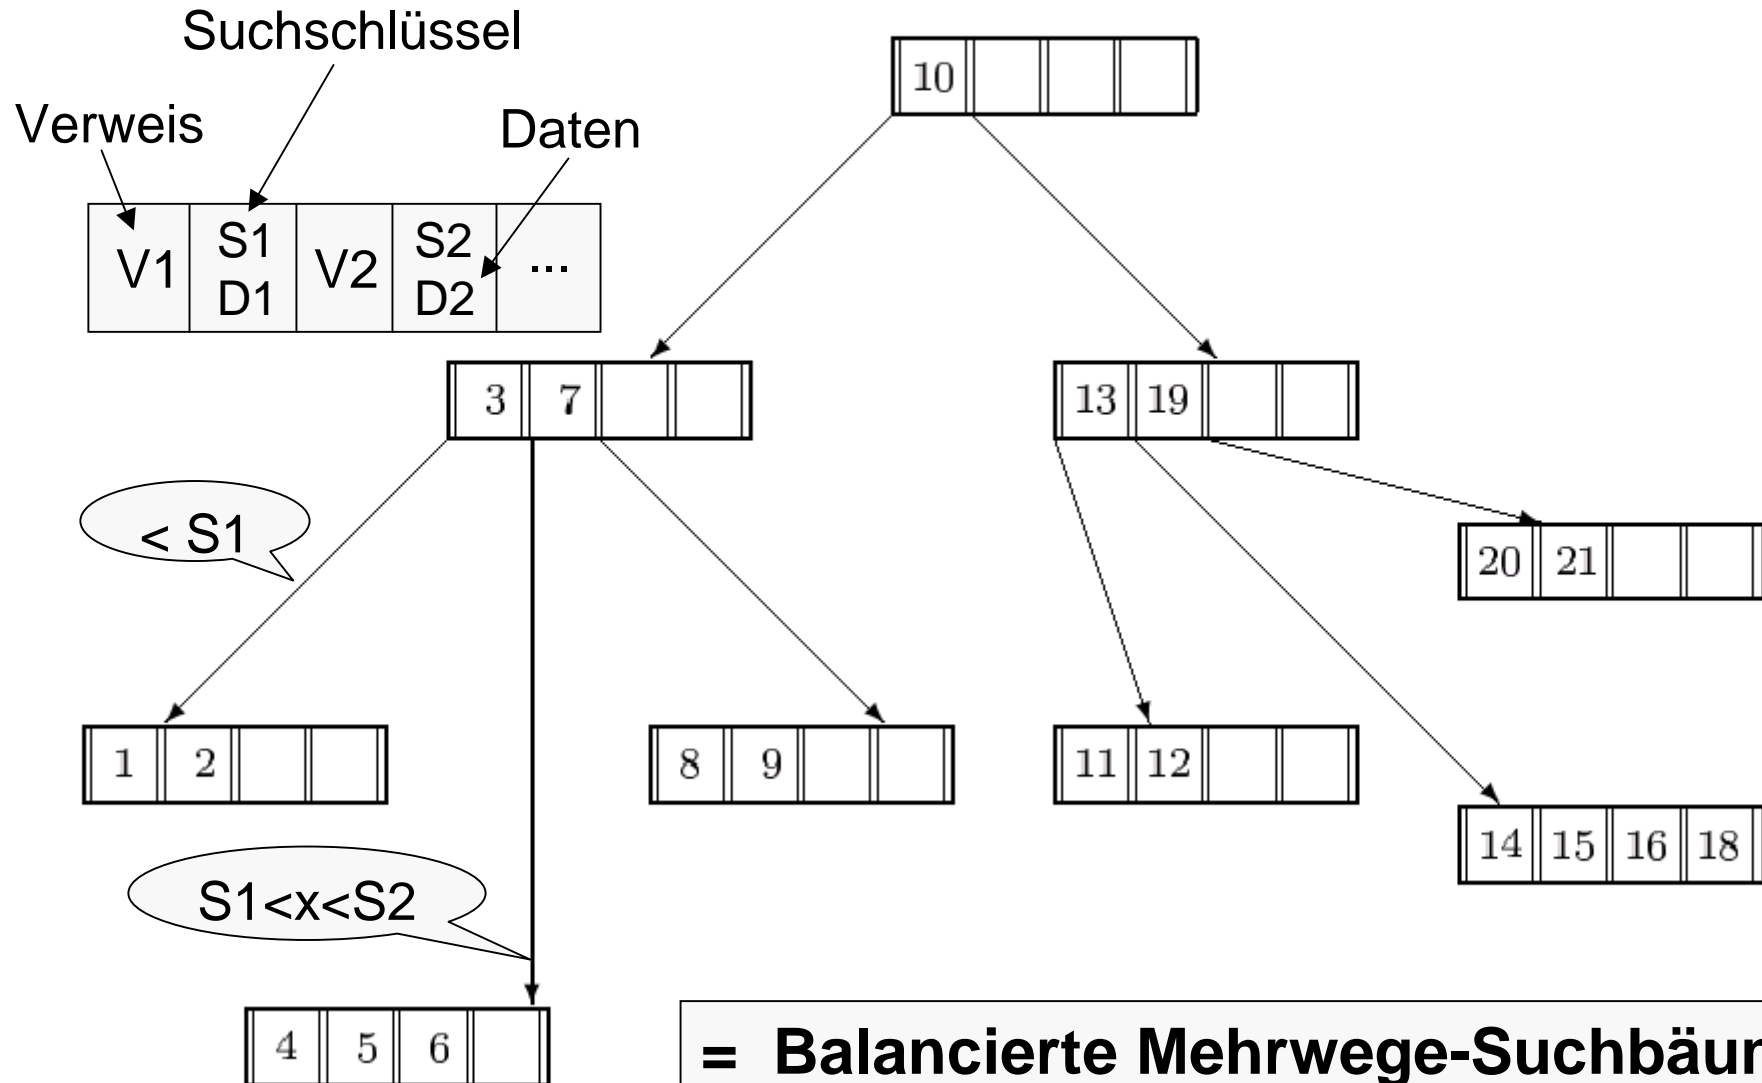 Suchschlüssel
Verweis
Daten
V1 S1 D1 V2 S2 D2 ...
10
3 7
13 19
< S1
20 21
1 2
8 9
11 12
14 15 16 18
S1<x<S2
4 5 6
= Balancierte Mehrwege-